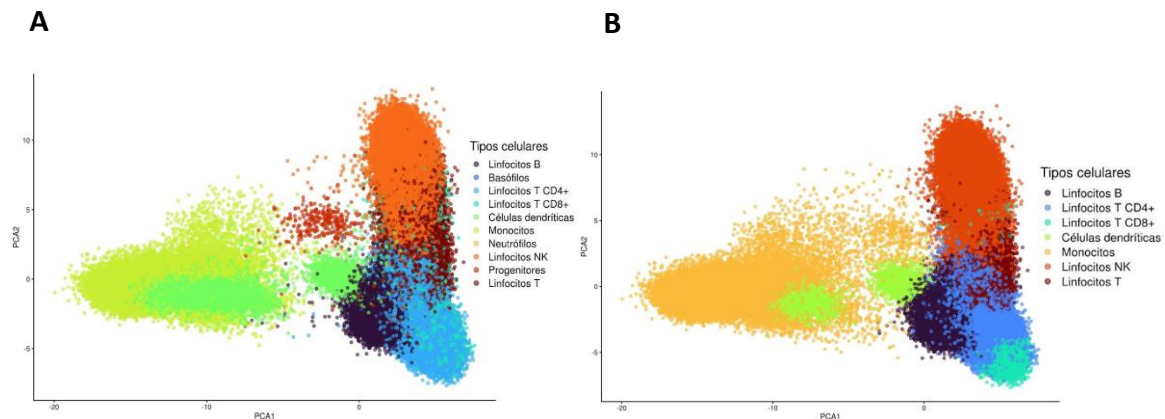 A
B
10
5
0
-5
PCA2
-20
-10
0
PCA1
Tipos celulares
Linfocitos B
Basófilos
Linfocitos T CD4+
Linfocitos T CD8+
Células dendríticas
Monocitos
Neutrófilos
Linfocitos NK
Progenitores
Linfocitos T
10
5
0
-5
PCA2
-20
-10
0
PCA1
Tipos celulares
Linfocitos B
Linfocitos T CD4+
Linfocitos T CD8+
Células dendríticas
Monocitos
Linfocitos NK
Linfocitos T